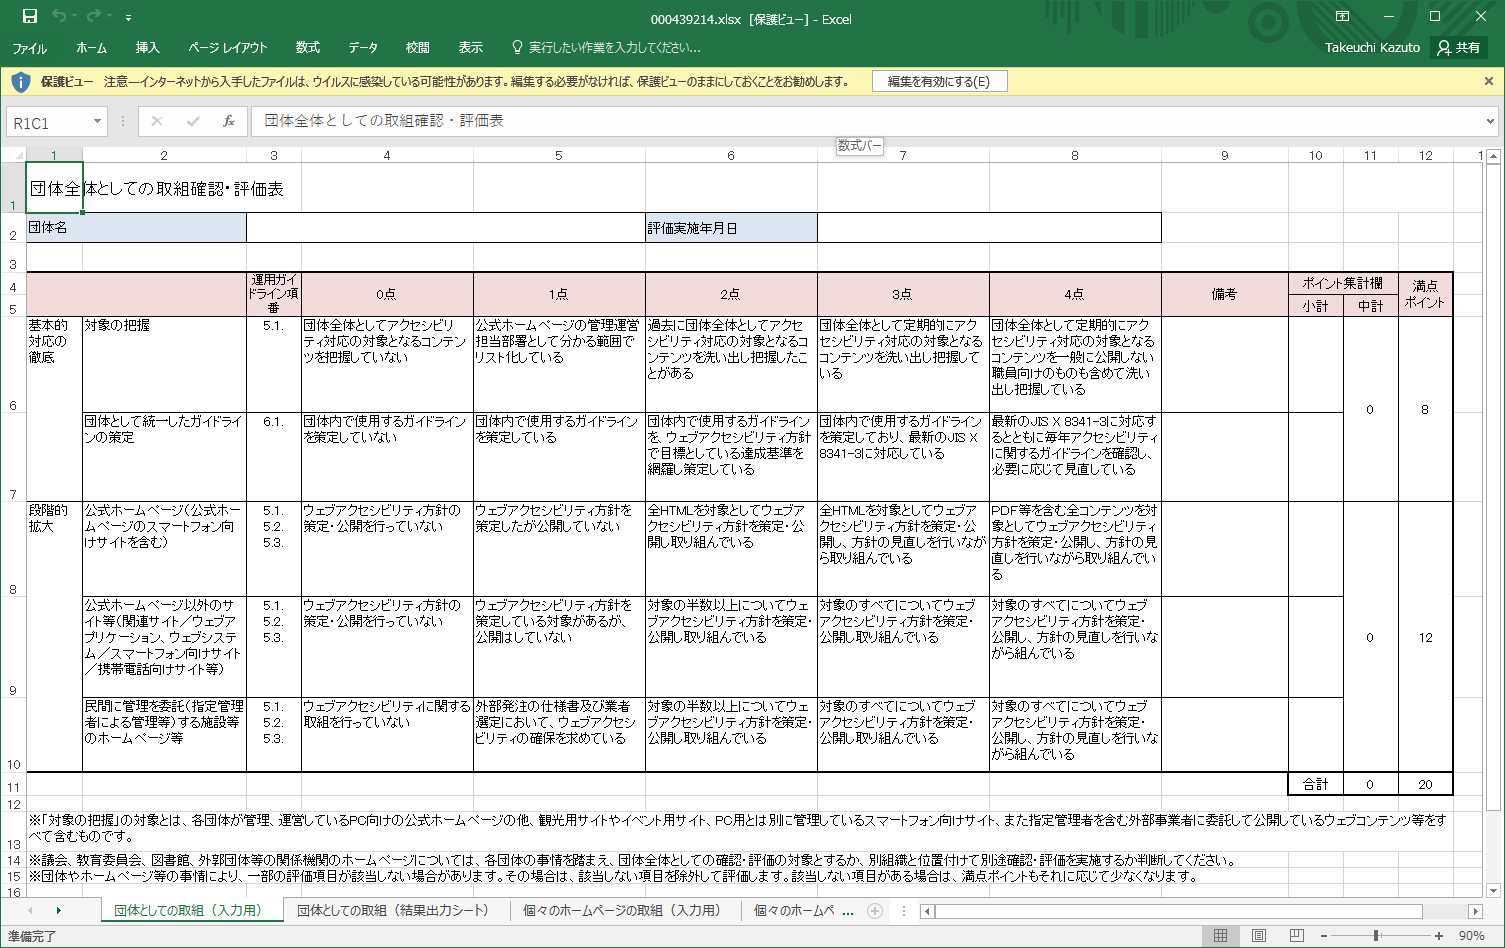 000439214.xlsx [保護ビュー] - Excel
ファイル ホーム 挿入 ページ レイアウト 数式 データ 校閲 表示 実行したい作業を入力してください... Takeuchi Kazuto 共有
保護ビュー 注意—インターネットから入手したファイルは、ウイルスに感染している可能性があります。編集する必要がなければ、保護ビューのままにしておくことをお勧めします。 編集を有効にする(E)
R1C1 fx 団体全体としての取組確認・評価表
数式バー
1 2 3 4 5 6 7 8 9 10 11 12 1
1 団体全体としての取組確認・評価表
2 団体名 評価実施年月日
3
4
5
運用ガイ
ドライン項
番
0点 1点 2点 3点 4点 備考
ポイント集計欄
小計 中計
満点
ポイント
6
基本的
対応の
徹底
対象の把握
5.1.
団体全体としてアクセシビリ
ティ対応の対象となるコンテン
ツを把握していない
公式ホームページの管理運営
担当部署として分かる範囲で
リスト化している
過去に団体全体としてアクセ
シビリティ対応の対象となるコ
ンテンツを洗い出し把握したこ
とがある
団体全体として定期的にアク
セシビリティ対応の対象となる
コンテンツを洗い出し把握して
いる
団体全体として定期的にアク
セシビリティ対応の対象となる
コンテンツを一般に公開しない
職員向けのものも含めて洗い
出し把握している
0 8
7
団体として統一したガイドライ
ンの策定
6.1.
団体内で使用するガイドライン
を策定していない
団体内で使用するガイドライン
を策定している
団体内で使用するガイドライン
を、ウェブアクセシビリティ方針
で目標としている達成基準を
網羅し策定している
団体内で使用するガイドライン
を策定しており、最新のJIS X
8341-3に対応している
最新のJIS X 8341-3に対応す
るとともに毎年アクセシビリティ
に関するガイドラインを確認し、
必要に応じて見直している
8
段階的
拡大
公式ホームページ(公式ホー
ムページのスマートフォン向
けサイトを含む)
5.1.
5.2.
5.3.
ウェブアクセシビリティ方針の
策定・公開を行っていない
ウェブアクセシビリティ方針を
策定したが公開していない
全HTMLを対象としてウェブア
クセシビリティ方針を策定・公
開し取り組んでいる
全HTMLを対象としてウェブア
クセシビリティ方針を策定・公
開し、方針の見直しを行いなが
ら取り組んでいる
PDF等を含む全コンテンツを対
象としてウェブアクセシビリティ
方針を策定・公開し、方針の見
直しを行いながら取り組んでい
る
9
公式ホームページ以外のサ
イト等(関連サイト／ウェブア
プリケーション、ウェブシステ
ム／スマートフォン向けサイト
／携帯電話向けサイト等)
5.1.
5.2.
5.3.
ウェブアクセシビリティ方針の
策定・公開を行っていない
ウェブアクセシビリティ方針を
策定している対象があるが、
公開はしていない
対象の半数以上についてウェ
ブアクセシビリティ方針を策定・
公開し取り組んでいる
対象のすべてについてウェブ
アクセシビリティ方針を策定・
公開し取り組んでいる
対象のすべてについてウェブ
アクセシビリティ方針を策定・
公開し、方針の見直しを行いな
がら組んでいる
0 12
10
民間に管理を委託(指定管理
者による管理等)する施設等
のホームページ等
5.1.
5.2.
5.3.
ウェブアクセシビリティに関する
取組を行っていない
外部発注の仕様書及び業者
選定において、ウェブアクセシ
ビリティの確保を求めている
対象の半数以上についてウェ
ブアクセシビリティ方針を策定・
公開し取り組んでいる
対象のすべてについてウェブ
アクセシビリティ方針を策定・
公開し取り組んでいる
対象のすべてについてウェブ
アクセシビリティ方針を策定・
公開し、方針の見直しを行いな
がら組んでいる
11 合計 0 20
12
13 ※「対象の把握」の対象とは、各団体が管理、運営しているPC向けの公式ホームページの他、観光用サイトやイベント用サイト、PC用とは別に管理しているスマートフォン向けサイト、また指定管理者を含む外部事業者に委託して公開しているウェブコンテンツ等をす
べて含むものです。
14 ※議会、教育委員会、図書館、外郭団体等の関係機関のホームページについては、各団体の事情を踏まえ、団体全体としての確認・評価の対象とするか、別組織と位置付けて別途確認・評価を実施するか判断してください。
15 ※団体やホームページ等の事情により、一部の評価項目が該当しない場合があります。その場合は、該当しない項目を除外して評価します。該当しない項目がある場合は、満点ポイントもそれに応じて少なくなります。
16
団体としての取組（入力用） 団体としての取組（結果出力シート） 個々のホームページの取組（入力用） 個々のホームペ ...
準備完了 90%